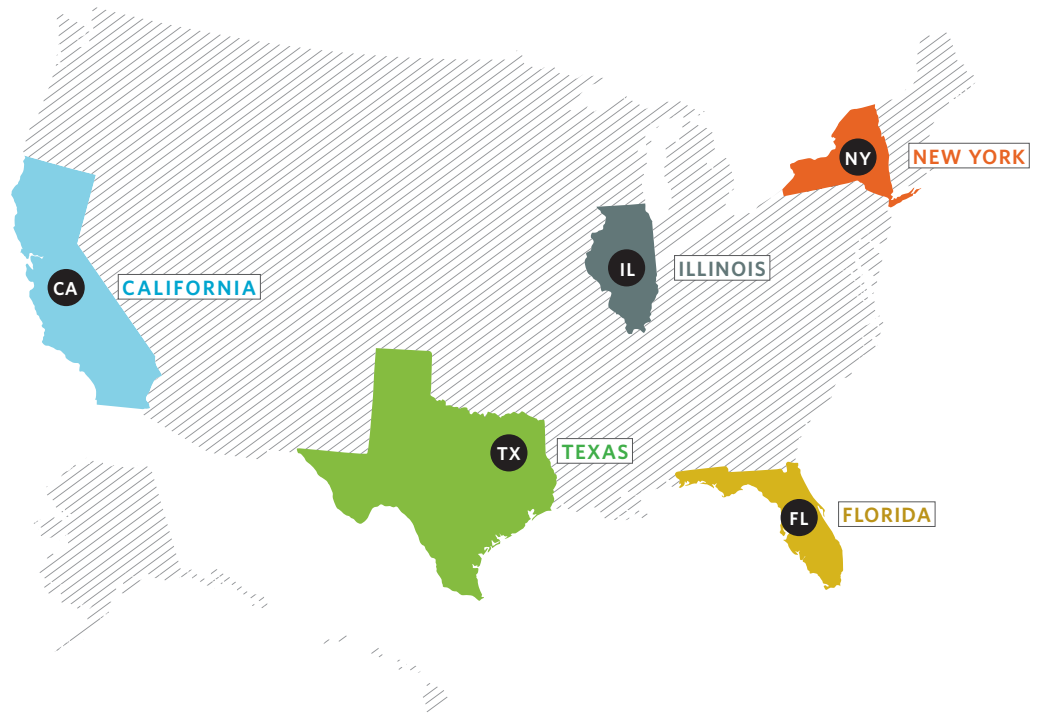 NY
NEW YORK
IL
ILLINOIS
CA
CALIFORNIA
TX
TEXAS
FL
FLORIDA